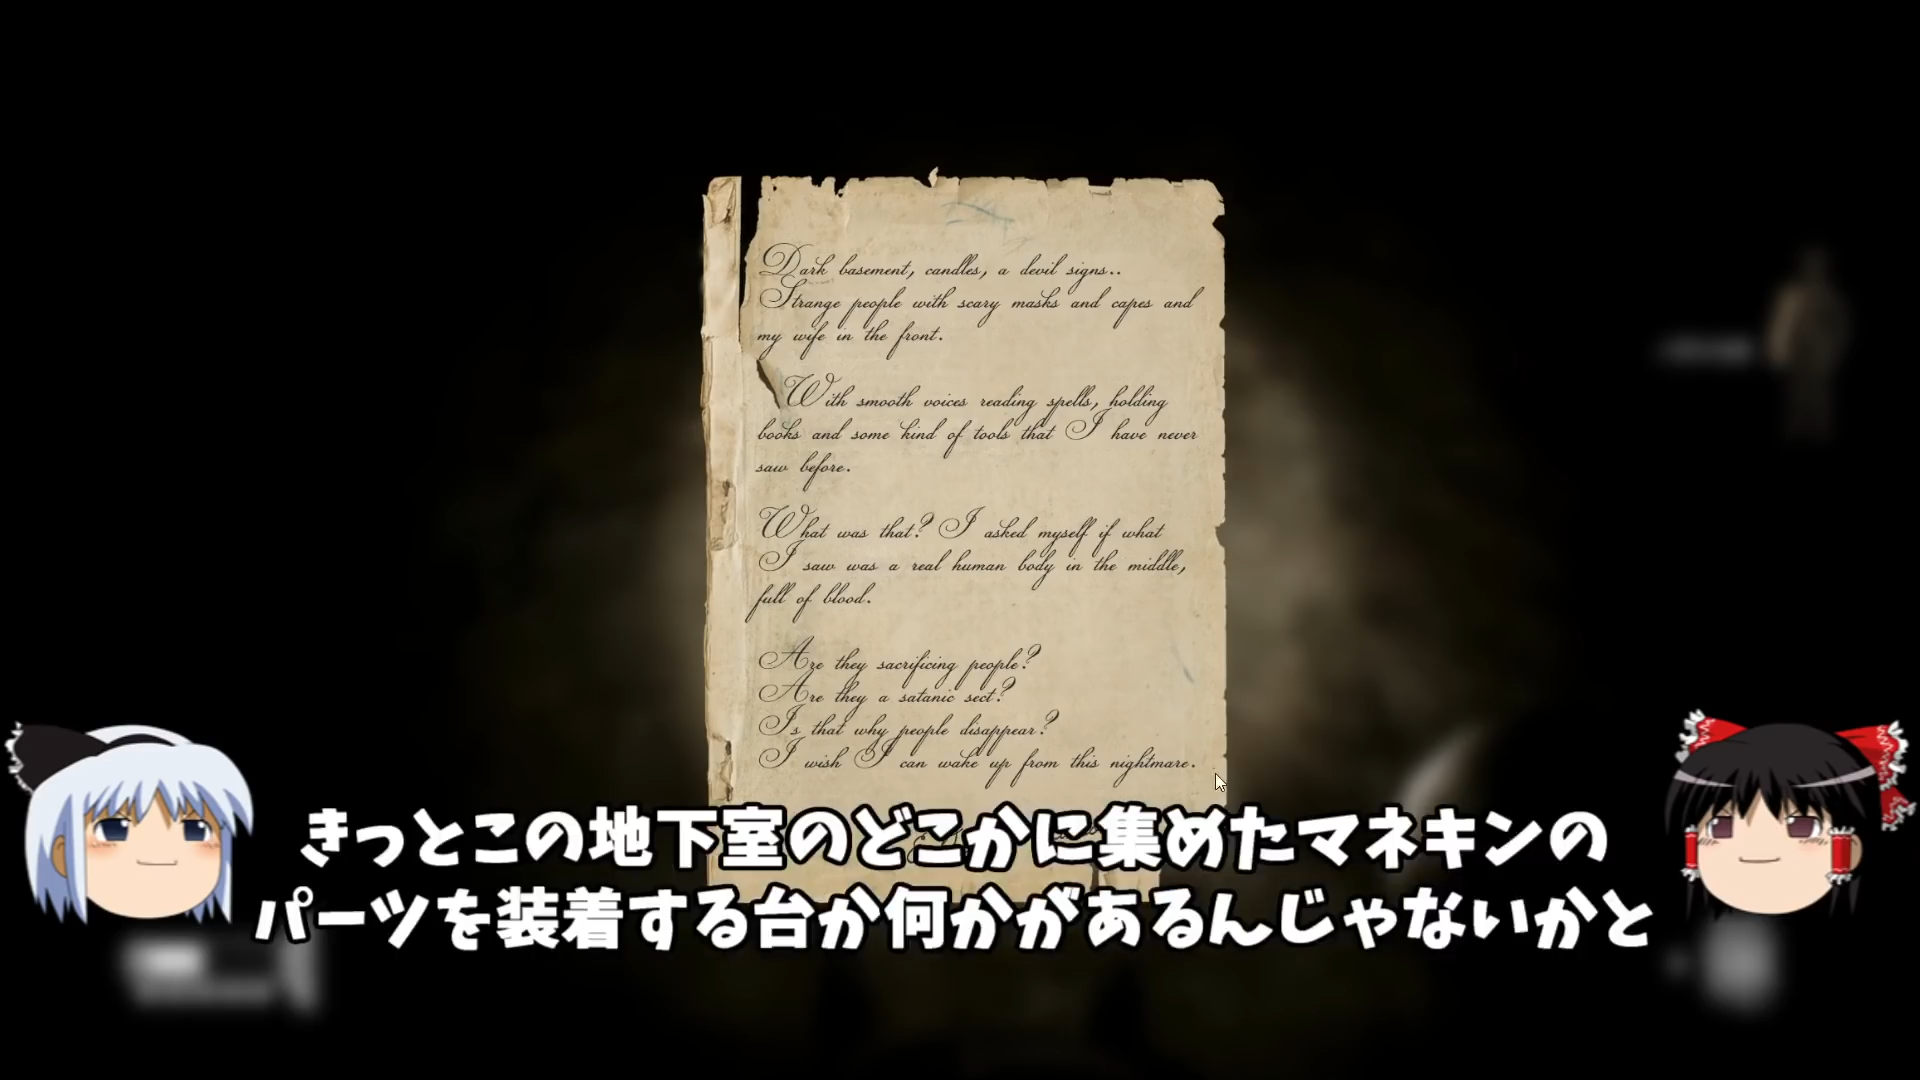 Dark basement, candles, a devil signs..
Strange people with scary masks and capes and
my wife in the front.
With smooth voices reading spells, holding
books and some kind of tools that I have never
saw before.
What was that? I asked myself if what
I saw was a real human body in the middle,
full of blood.
Are they sacrificing people?
Are they a satanic sect?
Is that why people disappear?
I wish I can wake up from this nightmare.
きっとこの地下室のどこかに集めたマネキンの
パーツを装着する台か何かがあるんじゃないかと